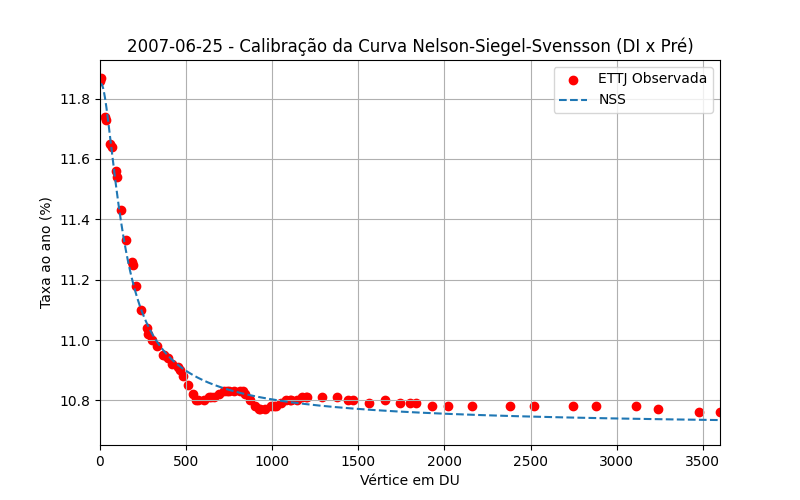 2007-06-25 - Calibração da Curva Nelson-Siegel-Svensson (DI x Pré)
ETTJ Observada
NSS
Taxa ao ano (%)
11.8
11.6
11.4
11.2
11.0
10.8
0 500 1000 1500 2000 2500 3000 3500
Vértice em DU